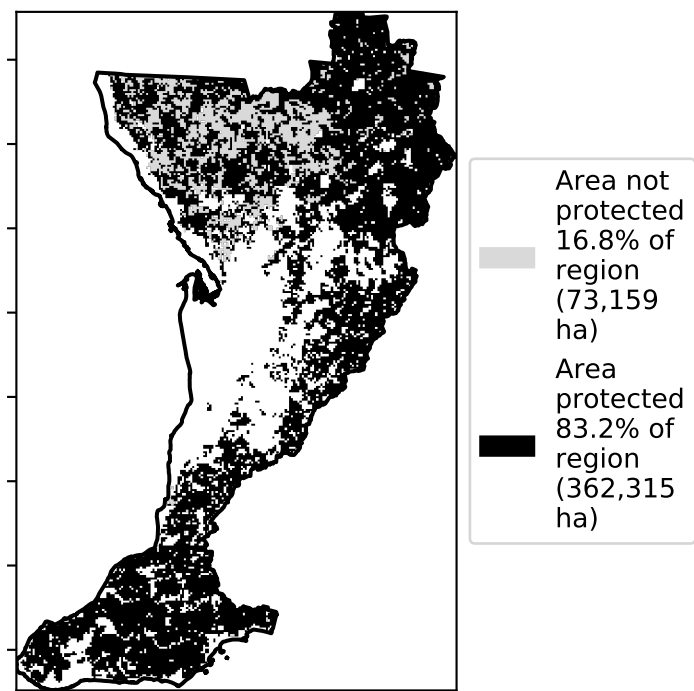 Area not
protected
16.8% of
region
(73,159
ha)
Area
protected
83.2% of
region
(362,315
ha)